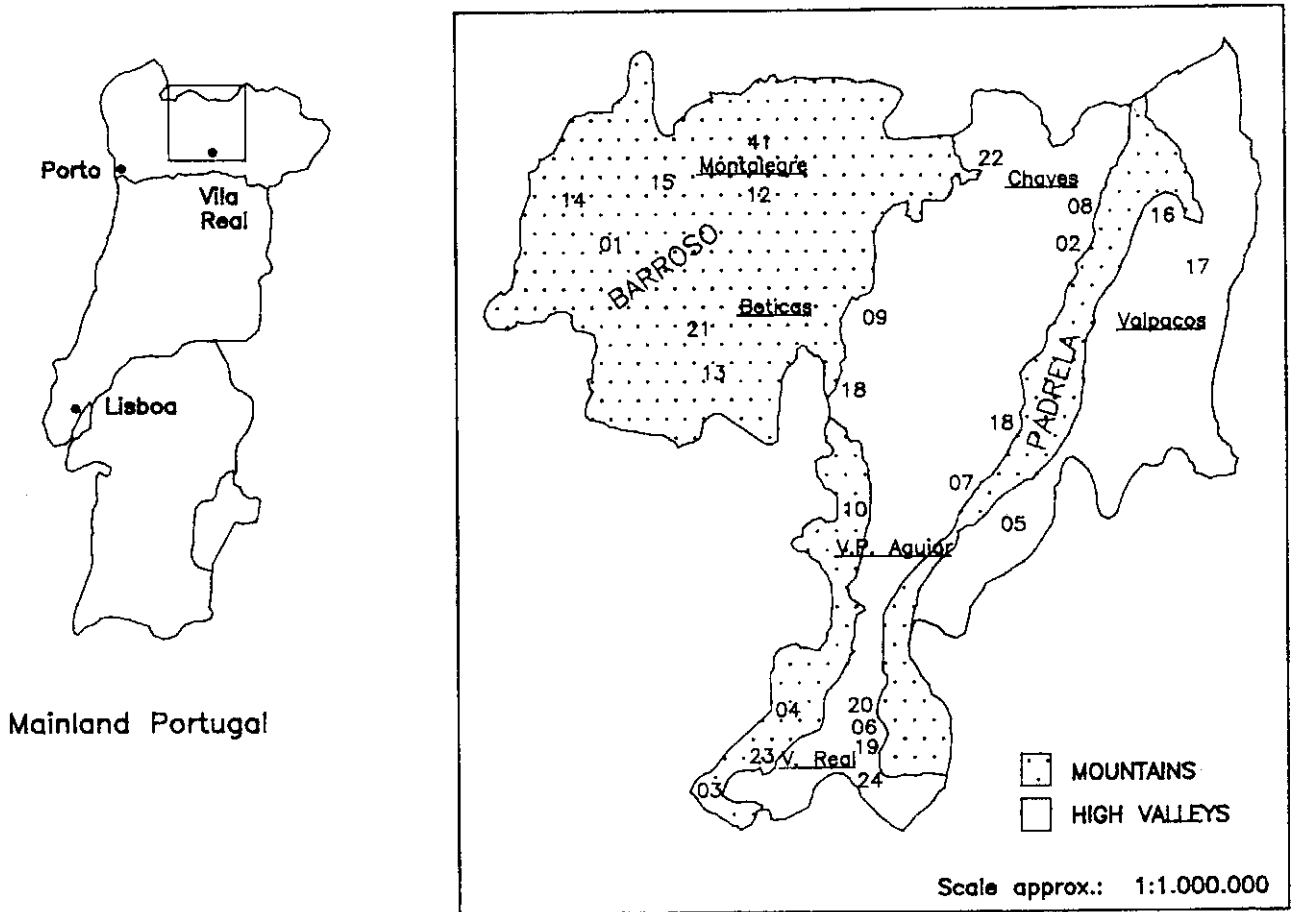 Porto
Vila
Real
Lisboa
Mainland Portugal
41
Montalegre
22
Chaves
15
12
14
08
16
01
02
17
BARROSO
Boticas
09
Valpacos
21
13
18
PADRELA
18
07
10
05
V.P. Aguiar
04
20
06
19
23
V. Real
24
03
MOUNTAINS
HIGH VALLEYS
Scale approx.: 1:1.000.000